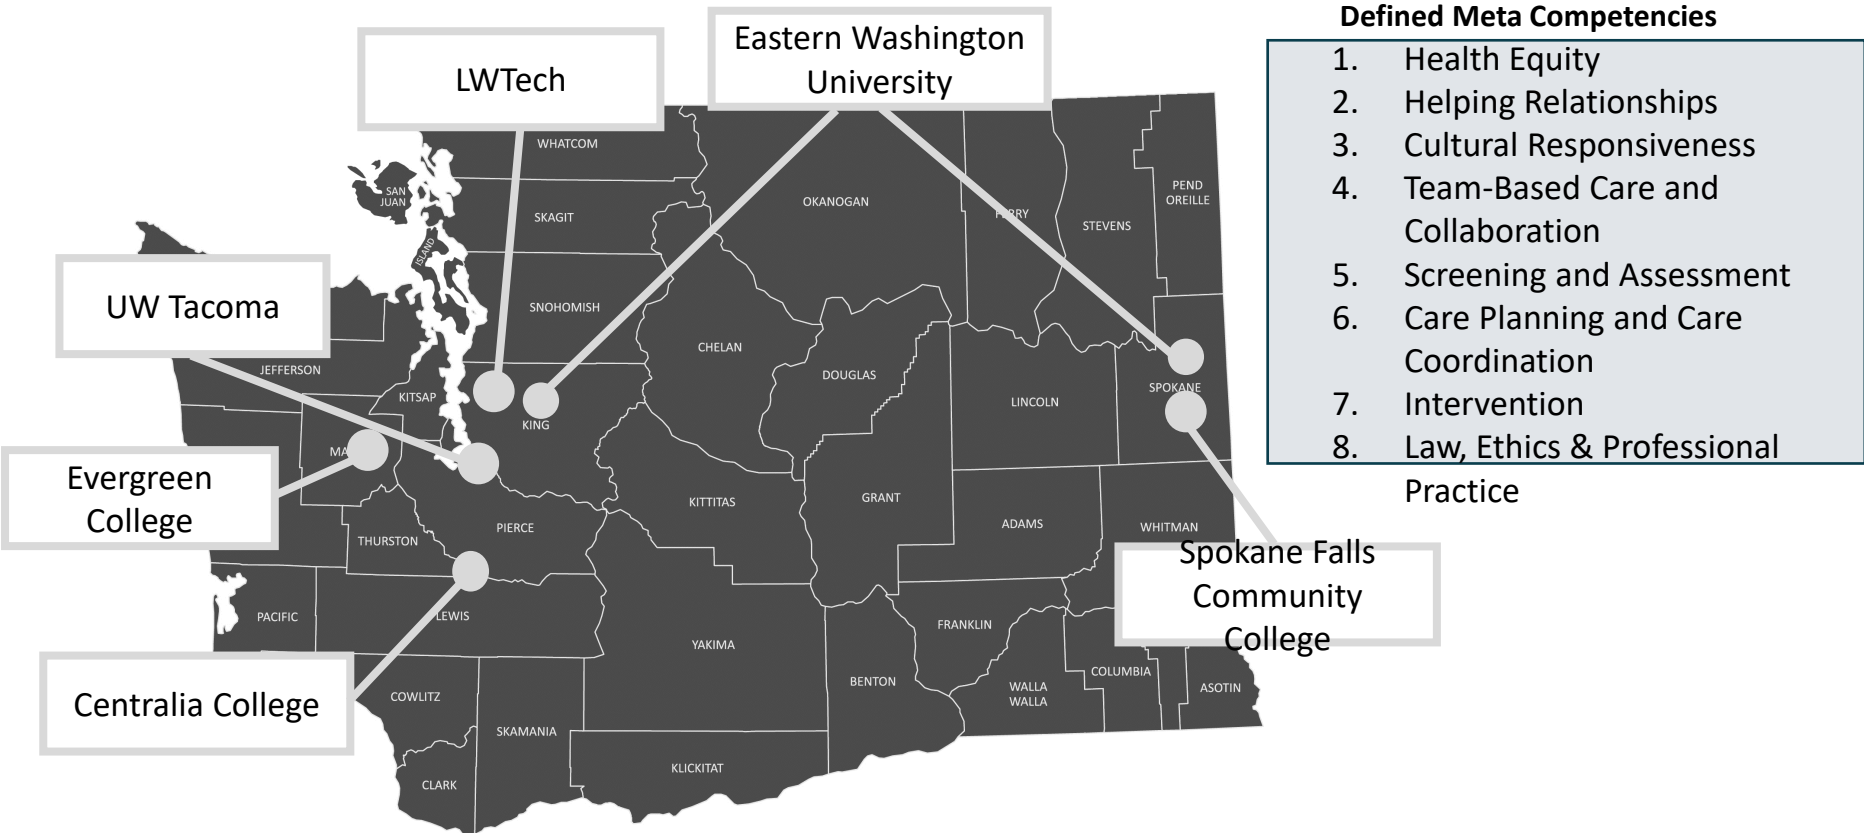 Defined Meta Competencies
1. Health Equity
2. Helping Relationships
3. Cultural Responsiveness
4. Team-Based Care and
Collaboration
5. Screening and Assessment
6. Care Planning and Care
Coordination
7. Intervention
8. Law, Ethics & Professional
Practice
LWTech
Eastern Washington
University
UW Tacoma
Evergreen
College
Centralia College
Spokane Falls
Community
College
WHATCOM
SAN
JUAN
SKAGIT
ISLAND
SNOHOMISH
OKANOGAN
STEVENS
PEND
OREILLE
JEFFERSON
KITSAP
KING
CHELAN
DOUGLAS
LINCOLN
SPOKANE
MA
PIERCE
THURSTON
KITTITAS
GRANT
ADAMS
WHITMAN
PACIFIC
LEWIS
YAKIMA
FRANKLIN
BENTON
WALLA
WALLA
COLUMBIA
ASOTIN
COWLITZ
SKAMANIA
KLICKITAT
CLARK